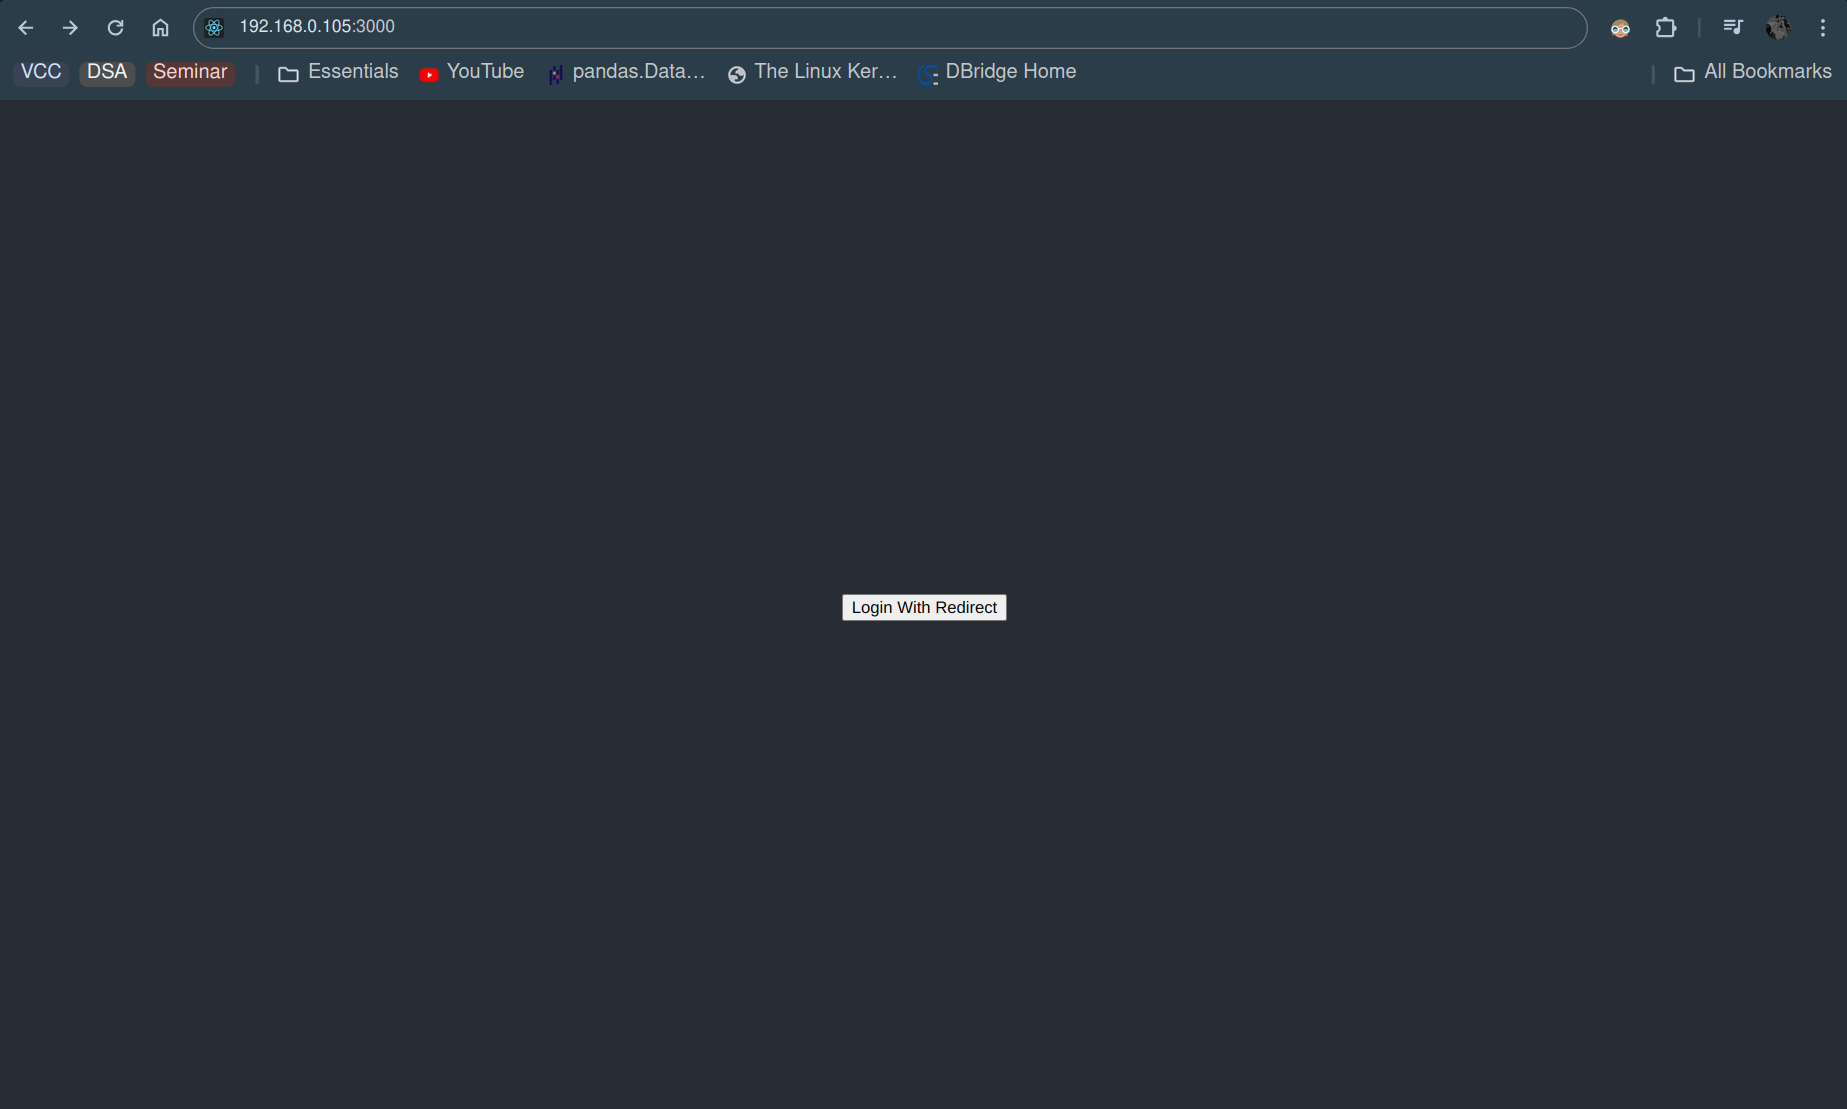 192.168.0.105:3000
VCC DSA Seminar Essentials YouTube pandas.Data... The Linux Ker... DBridge Home All Bookmarks
Login With Redirect